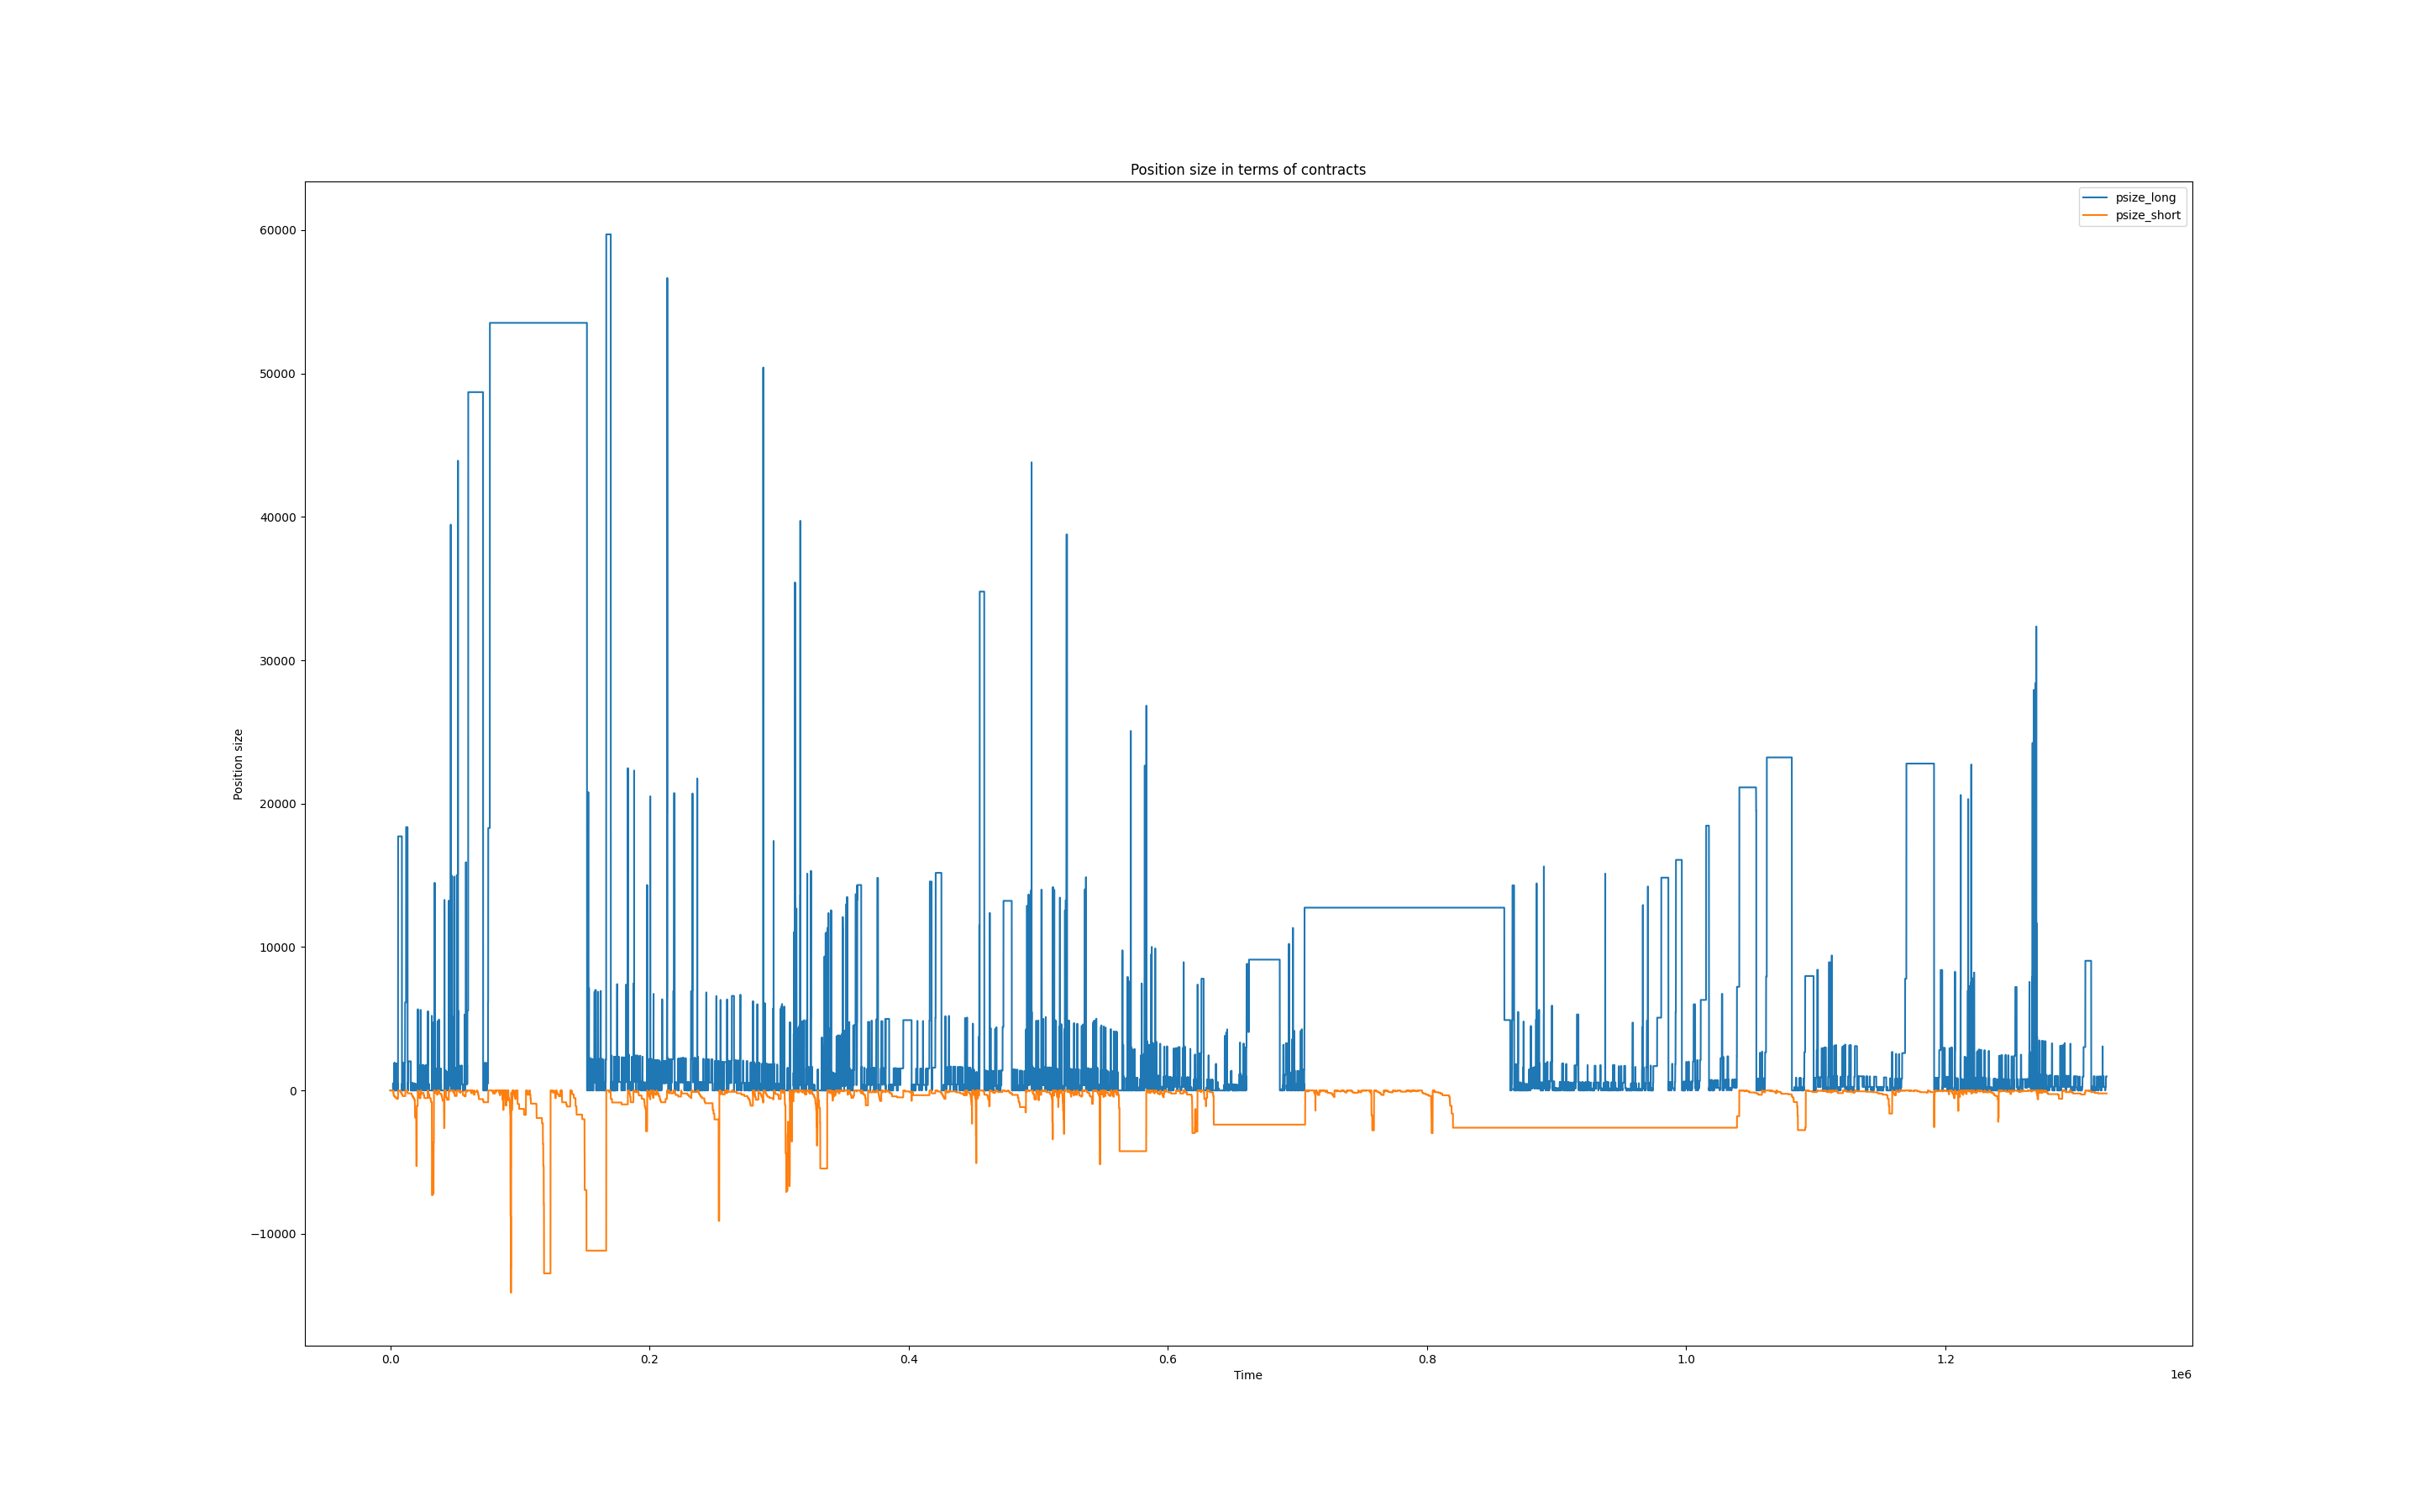 Position size in terms of contracts
psize_long
psize_short
Position size
60000
50000
40000
30000
20000
10000
0
−10000
0.0
0.2
0.4
0.6
0.8
1.0
1.2
1e6
Time